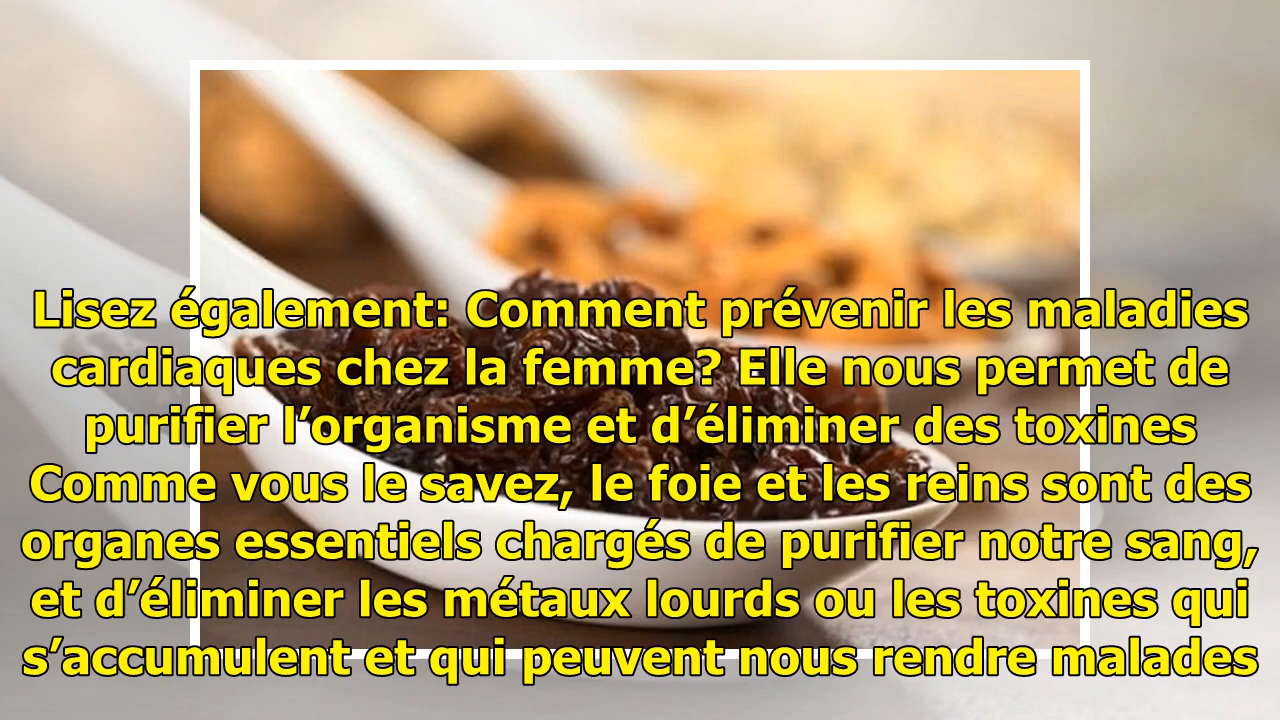 Lisez également: Comment prévenir les maladies
cardiaques chez la femme? Elle nous permet de
purifier l’organisme et d’éliminer des toxines
Comme vous le savez, le foie et les reins sont des
organes essentiels chargés de purifier notre sang,
et d’éliminer les métaux lourds ou les toxines qui
s’accumulent et qui peuvent nous rendre malades